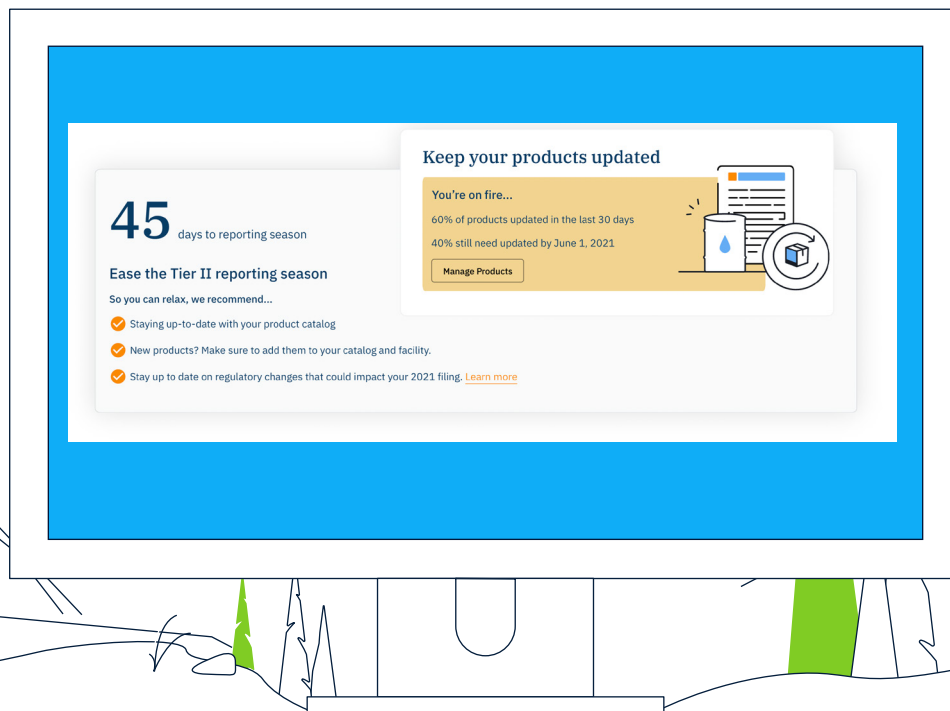 Keep your products updated
You're on fire...
60% of products updated in the last 30 days
40% still need updated by June 1, 2021
Manage Products
45 days to reporting season
Ease the Tier II reporting season
So you can relax, we recommend...
Staying up-to-date with your product catalog
New products? Make sure to add them to your catalog and facility.
Stay up to date on regulatory changes that could impact your 2021 filing. Learn more